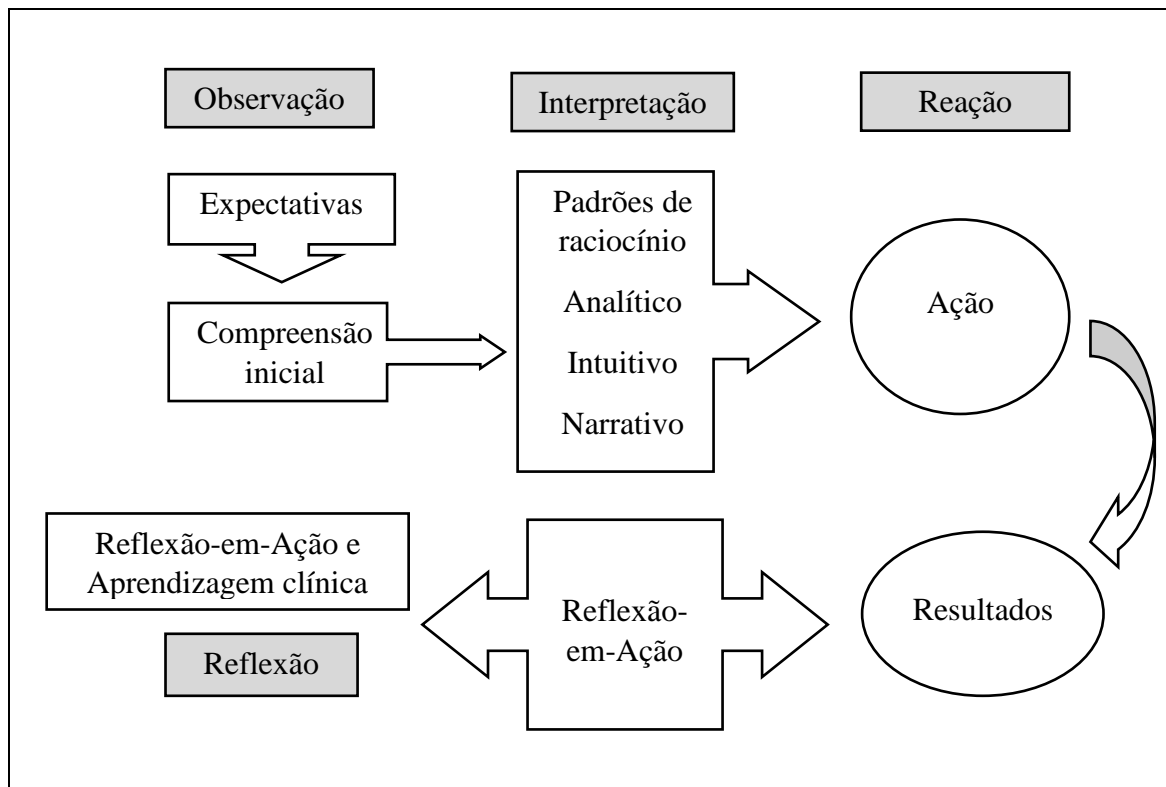 Observação
Interpretação
Reação
Expectativas
Compreensão
inicial
Padrões de
raciocínio
Analítico
Intuitivo
Narrativo
Ação
Reflexão-em-Ação e
Aprendizagem clínica
Reflexão
Reflexão-
em-Ação
Resultados